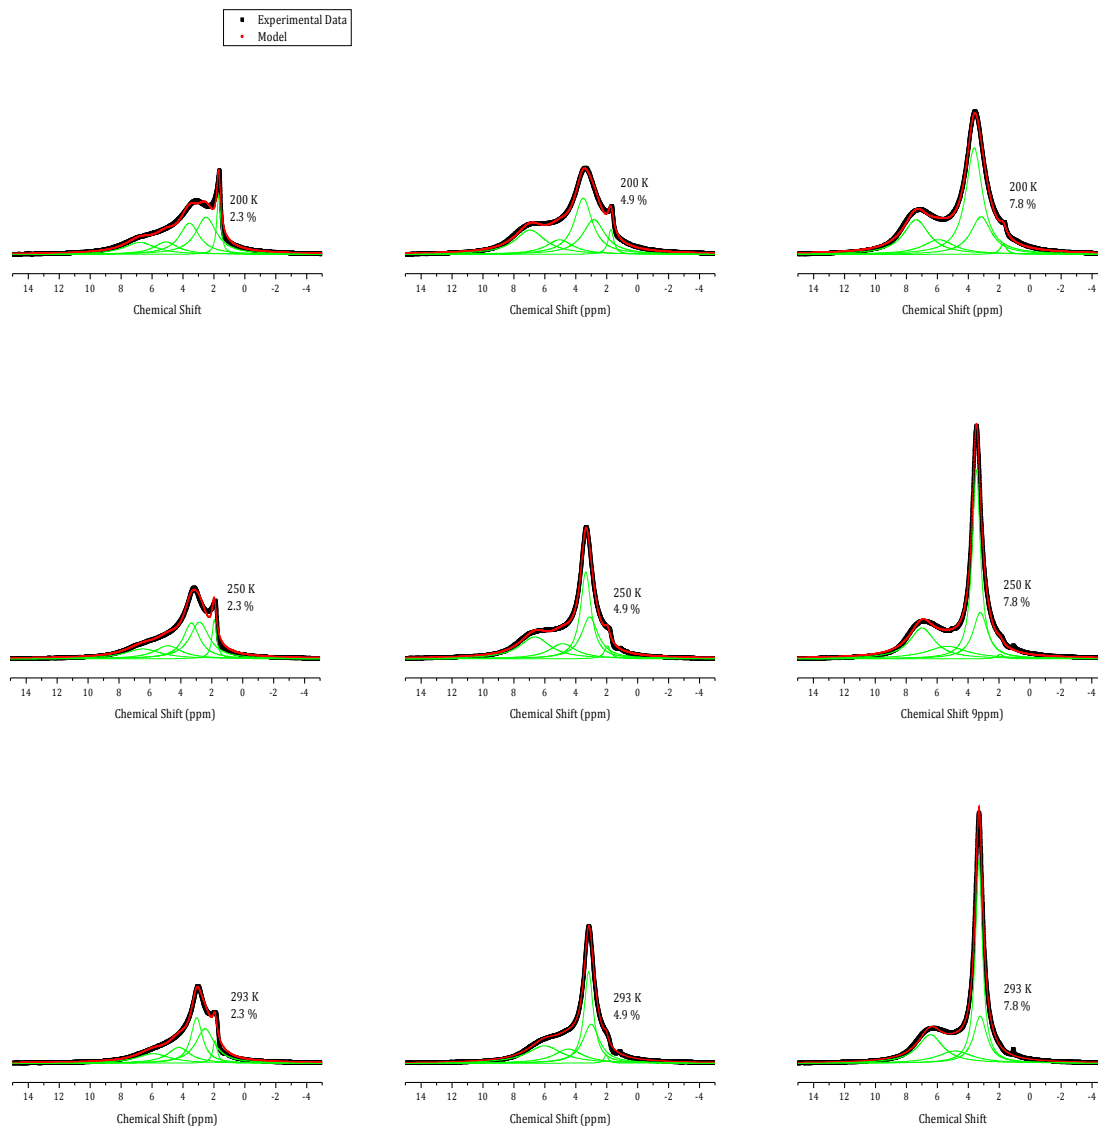 Experimental Data
Model
200 K
2.3 %
14 12 10 8 6 4 2 0 -2 -4
Chemical Shift
200 K
4.9 %
14 12 10 8 6 4 2 0 -2 -4
Chemical Shift (ppm)
200 K
7.8 %
14 12 10 8 6 4 2 0 -2 -4
Chemical Shift (ppm)
250 K
2.3 %
14 12 10 8 6 4 2 0 -2 -4
Chemical Shift (ppm)
250 K
4.9 %
14 12 10 8 6 4 2 0 -2 -4
Chemical Shift (ppm)
250 K
7.8 %
14 12 10 8 6 4 2 0 -2 -4
Chemical Shift 9ppm)
293 K
2.3 %
14 12 10 8 6 4 2 0 -2 -4
Chemical Shift (ppm)
293 K
4.9 %
14 12 10 8 6 4 2 0 -2 -4
Chemical Shift (ppm)
293 K
7.8 %
14 12 10 8 6 4 2 0 -2 -4
Chemical Shift